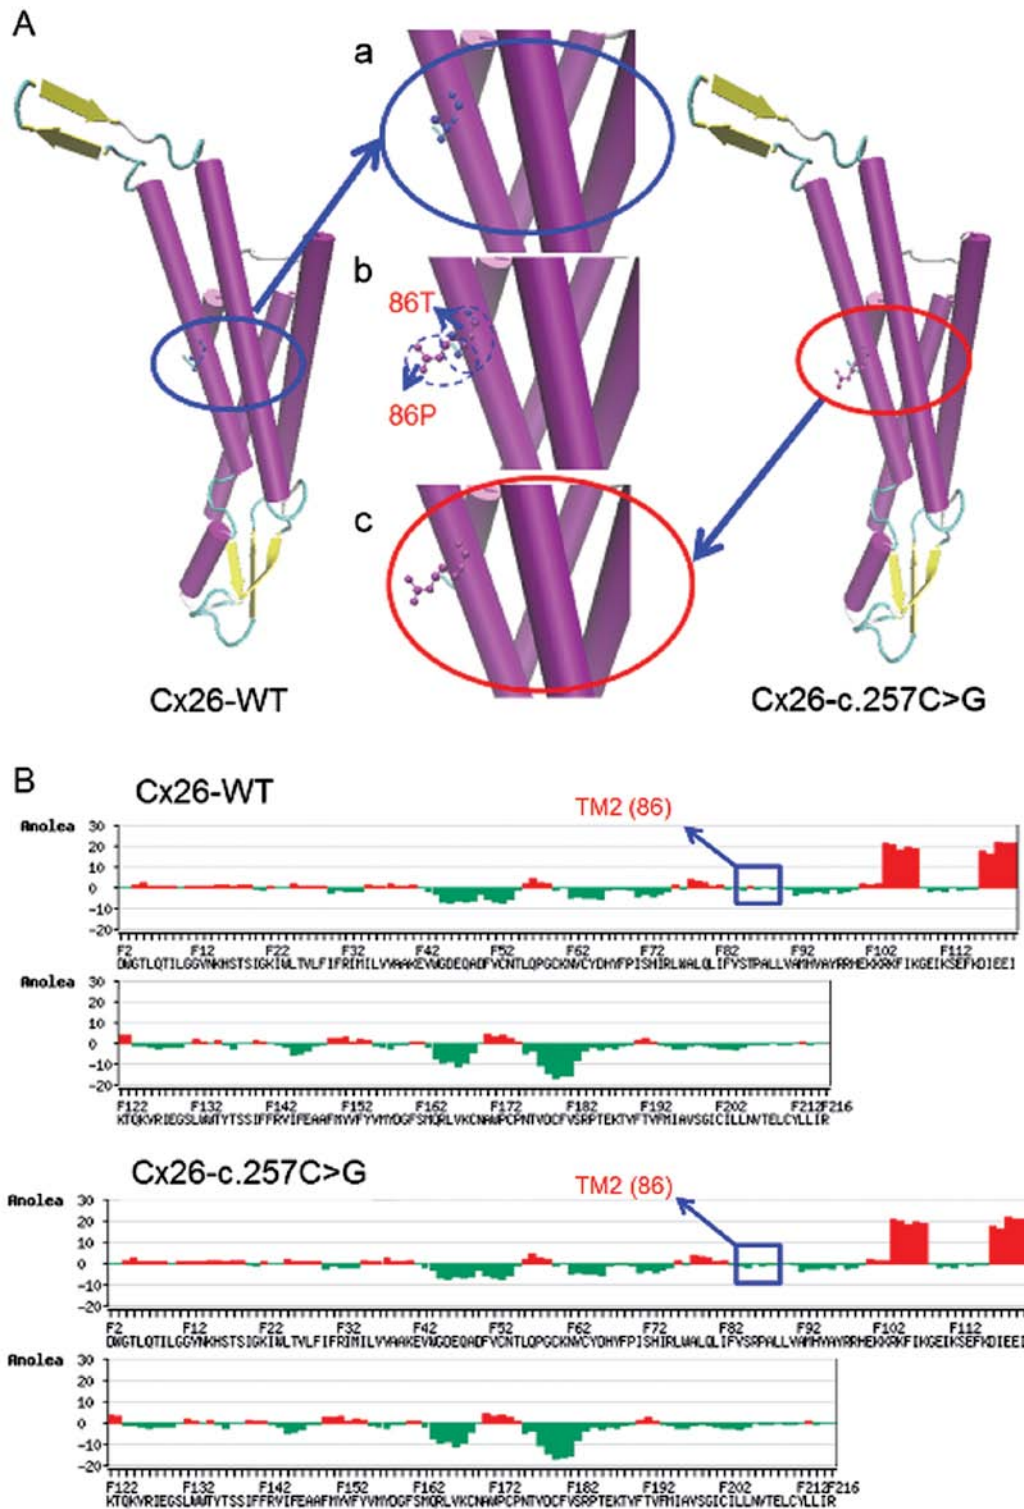 A
a
b
86T
86P
c
Cx26-WT
Cx26-c.257C>G
B
Cx26-WT
TM2 (86)
Anolea
30
20
10
0
-10
-20
F2 F12 F22 F32 F42 F52 F62 F72 F82 F92 F102 F112
DWGTLQTILGGVNKHSTSIGKIWLTVLFIFRIMILVVAAKEVWGDEQADFVCNTLQPGCKNVCYDHYFPISHIRLWALQLIFVSTPALLVAMHVAYRRHEKKRKFIKGEIKSEFKDIEEI
30
20
10
0
-10
-20
F122 F132 F142 F152 F162 F172 F182 F192 F202 F212F216
KTQKVRIEGSLWWTYTSSIFFRVIFEAAFMYVFYVMYDGFSMQRLVKCNAWPCPNTVDCFVSRPTEKTVFTVFMIAVSGICILLNVTELCYLLIR
Cx26-c.257C>G
TM2 (86)
Anolea
30
20
10
0
-10
-20
F2 F12 F22 F32 F42 F52 F62 F72 F82 F92 F102 F112
DWGTLQTILGGVNKHSTSIGKIWLTVLFIFRIMILVVAAKEVWGDEQADFVCNTLQPGCKNVCYDHYFPISHIRLWALQLIFVSRPALLVAMHVAYRRHEKKRKFIKGEIKSEFKDIEEI
Anolea
30
20
10
0
-10
-20
F122 F132 F142 F152 F162 F172 F182 F192 F202 F212F216
KTQKVRIEGSLWWTYTSSIFFRVIFEAAFMYVFYVMYDGFSMQRLVKCNAWPCPNTVDCFVSRPTEKTVFTVFMIAVSGICILLNVTELCYLLIR